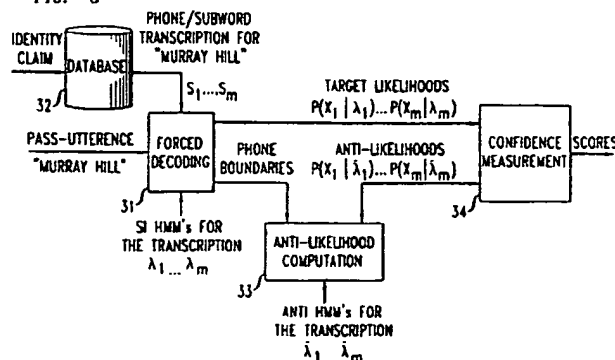 IDENTITY
CLAIM
DATABASE
32
PHONE/SUBWORD
TRANSCRIPTION FOR
"MURRAY HILL"
S1...Sm
PASS-UTTERENCE
"MURRAY HILL"
FORCED
DECODING
31
SI HMM's FOR
THE TRANSCRIPTION
λ1 ... λm
PHONE
BOUNDARIES
TARGET LIKELIHOODS
P(X1|λ1)...P(Xm|λm)
ANTI-LIKELIHOODS
P(X1|λ̄1)...P(Xm|λ̄m)
CONFIDENCE
MEASUREMENT
34
SCORES
ANTI-LIKELIHOOD
COMPUTATION
33
ANTI HMM's FOR
THE TRANSCRIPTION
λ̄1 λ̄m